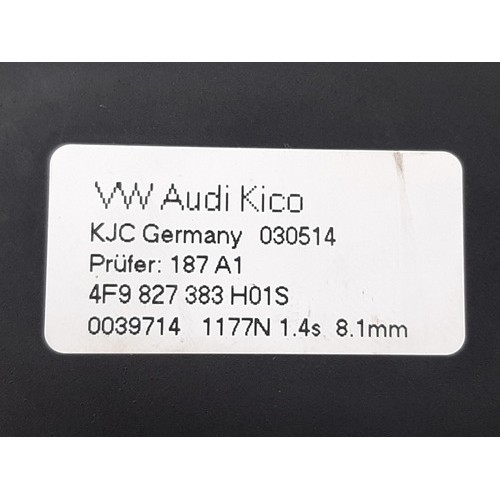 VW Audi Kico
KJC Germany 030514
Prüfer: 187 A1
4F9 827 383 H01S
0039714 1177N 1.4s 8.1mm